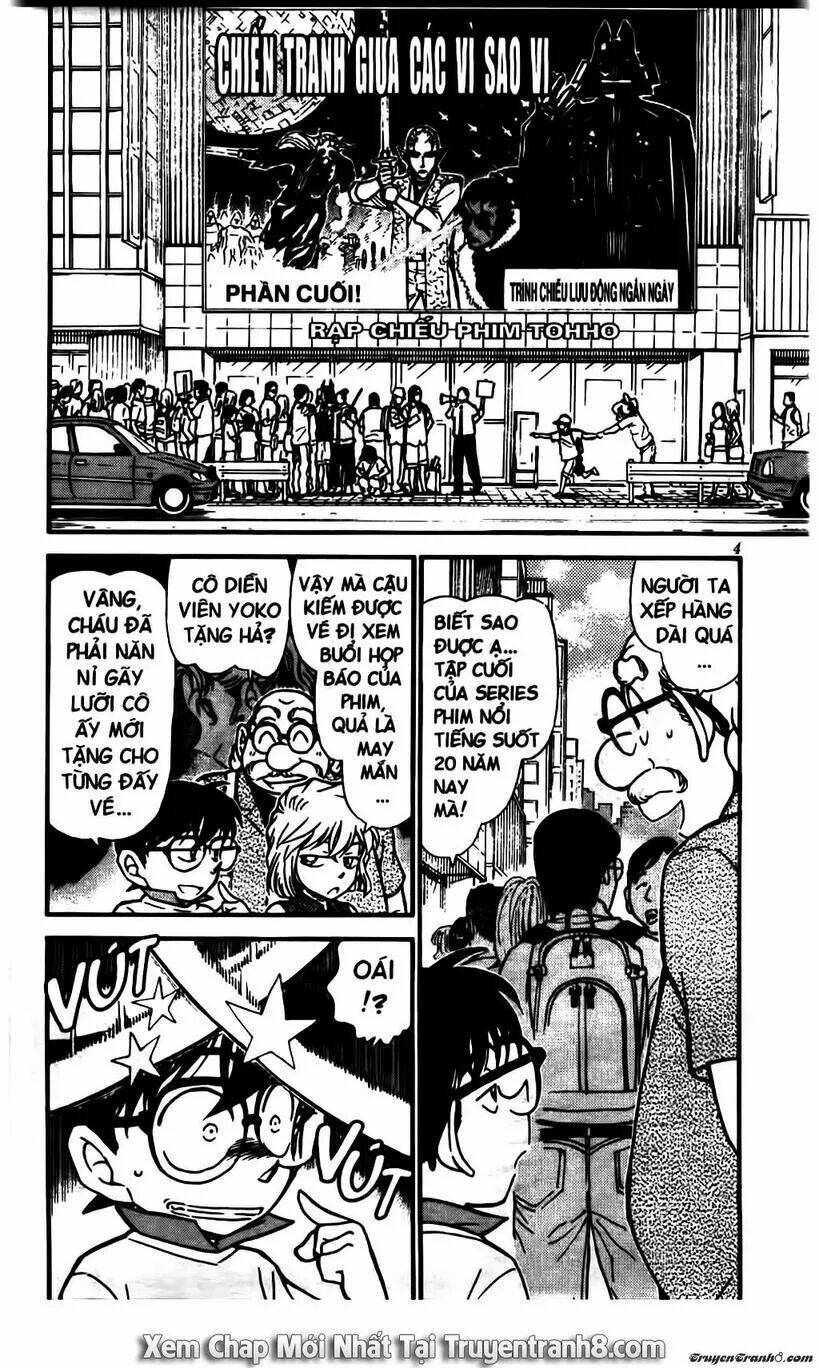 CHIẾN TRANH GIỮA CÁC VÌ SAO VI
PHẦN CUỐI!
TRÌNH CHIẾU LƯU ĐỘNG NGẮN NGÀY
RẠP CHIẾU PHIM TOHHO
4
NGƯỜI TA
XẾP HÀNG
DÀI QUÁ
...
BIẾT SAO
ĐƯỢC Ạ...
TẬP CUỐI
CỦA SERIES
PHIM NỔI
TIẾNG SUỐT
20 NĂM
NAY
MÀ!
VẬY MÀ CẬU
KIẾM ĐƯỢC
VÉ ĐI XEM
BUỔI HỌP
BÁO CỦA
PHIM,
QUẢ LÀ
MAY
MẮN
...
CÔ DIỄN
VIÊN YOKO
TẶNG HẢ?
VÂNG,
CHÁU ĐÃ
PHẢI NĂN
NỈ GÃY
LƯỠI CÔ
ẤY MỚI
TẶNG CHO
TỪNG ĐẤY
VÉ...
OÁI
!?
VÚT
VÚT
Xem Chap Mới Nhất Tại Truyentranh8.com
TruyenTranh8.com